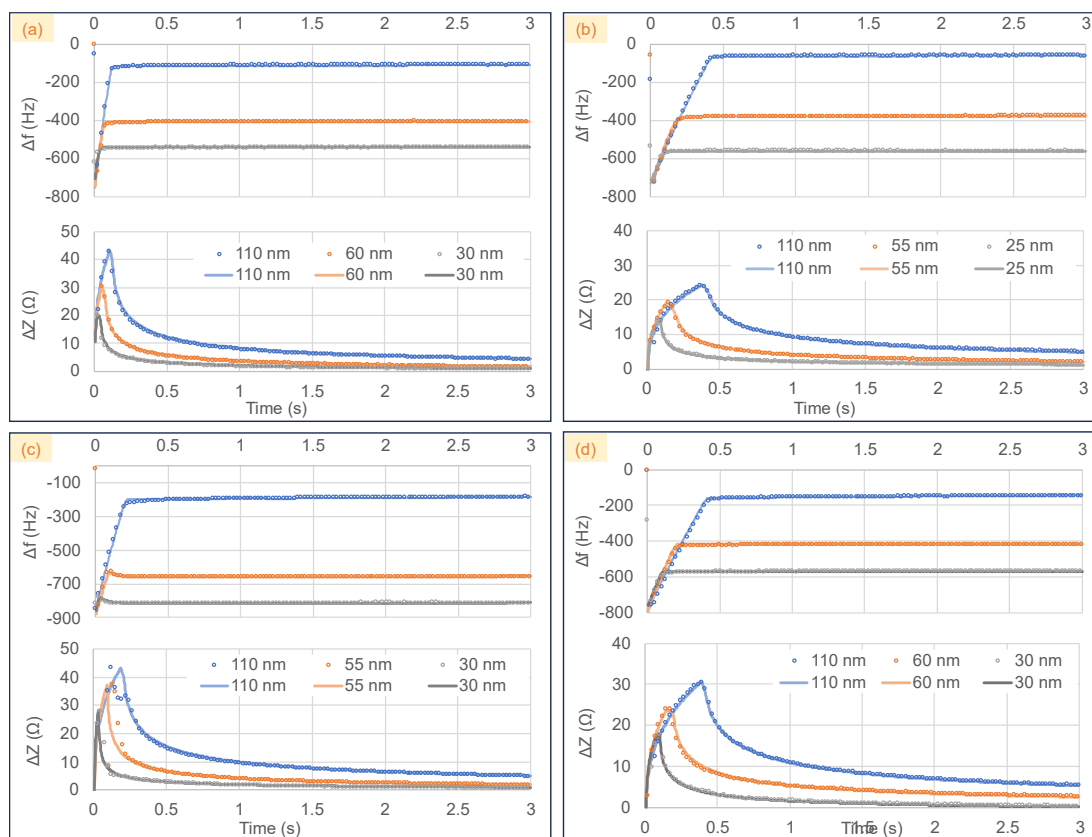 (a)
0 0.5 1 1.5 2 2.5 3
0
-200
-400
-600
-800
Δf (Hz)
50
40
30
20
10
0
ΔZ (Ω)
110 nm 60 nm 30 nm
110 nm 60 nm 30 nm
0 0.5 1 1.5 2 2.5 3
Time (s)
(b)
0 0.5 1 1.5 2 2.5 3
0
-200
-400
-600
-800
Δf (Hz)
40
30
20
10
0
ΔZ (Ω)
110 nm 55 nm 25 nm
110 nm 55 nm 25 nm
0 0.5 1 1.5 2 2.5 3
Time (s)
(c)
0 0.5 1 1.5 2 2.5 3
-100
-300
-500
-700
-900
Δf (Hz)
50
40
30
20
10
0
ΔZ (Ω)
110 nm 55 nm 30 nm
110 nm 55 nm 30 nm
0 0.5 1 1.5 2 2.5 3
Time (s)
(d)
0 0.5 1 1.5 2 2.5 3
0
-200
-400
-600
-800
Δf (Hz)
40
30
20
10
0
ΔZ (Ω)
110 nm 60 nm 30 nm
110 nm 60 nm 30 nm
0 0.5 1 1.5 2 2.5 3
Time (s)